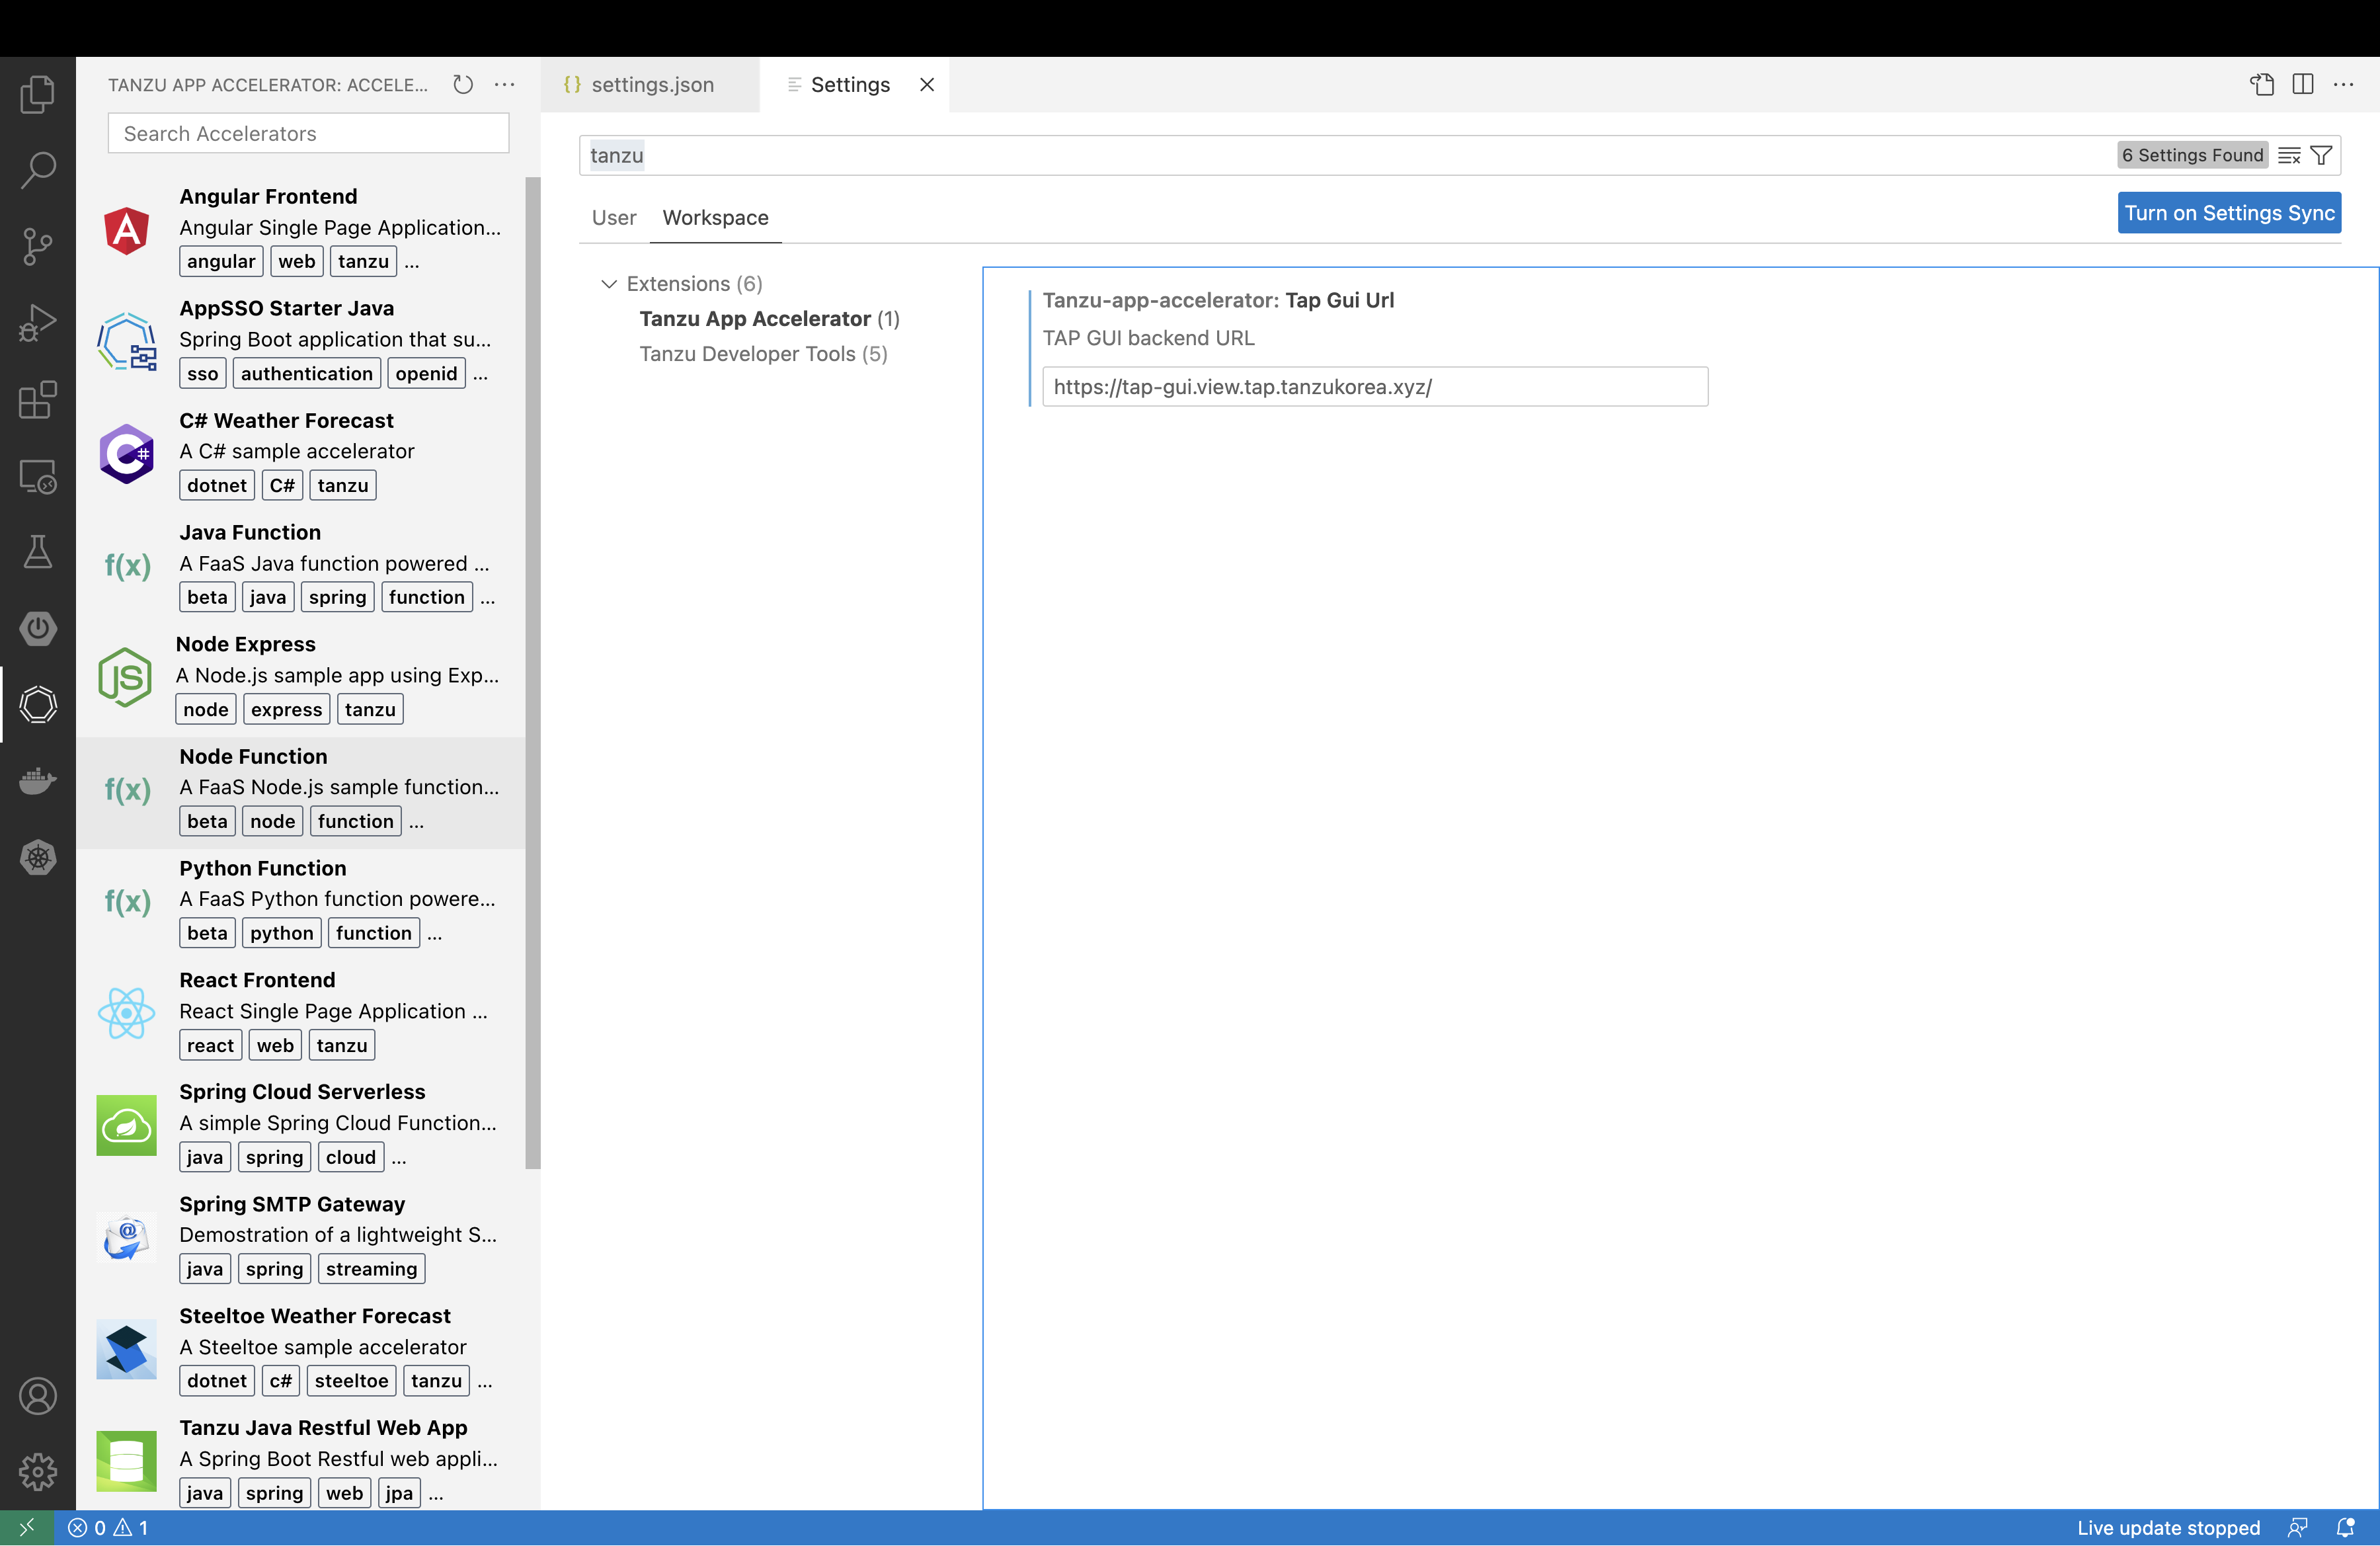 TANZU APP ACCELERATOR: ACCELE...
Search Accelerators
Angular Frontend
Angular Single Page Application...
angular web tanzu ...
AppSSO Starter Java
Spring Boot application that su...
sso authentication openid ...
C# Weather Forecast
A C# sample accelerator
dotnet C# tanzu
f(x)
Java Function
A FaaS Java function powered ...
beta java spring function ...
Node Express
A Node.js sample app using Exp...
node express tanzu
f(x)
Node Function
A FaaS Node.js sample function...
beta node function ...
f(x)
Python Function
A FaaS Python function powere...
beta python function ...
React Frontend
React Single Page Application ...
react web tanzu
Spring Cloud Serverless
A simple Spring Cloud Function...
java spring cloud ...
Spring SMTP Gateway
Demostration of a lightweight S...
java spring streaming
Steeltoe Weather Forecast
A Steeltoe sample accelerator
dotnet c# steeltoe tanzu ...
Tanzu Java Restful Web App
A Spring Boot Restful web appli...
java spring web jpa ...
{} settings.json
Settings
tanzu
6 Settings Found
User Workspace
Turn on Settings Sync
Extensions (6)
Tanzu App Accelerator (1)
Tanzu Developer Tools (5)
Tanzu-app-accelerator: Tap Gui Url
TAP GUI backend URL
https://tap-gui.view.tap.tanzukorea.xyz/
0 1
Live update stopped